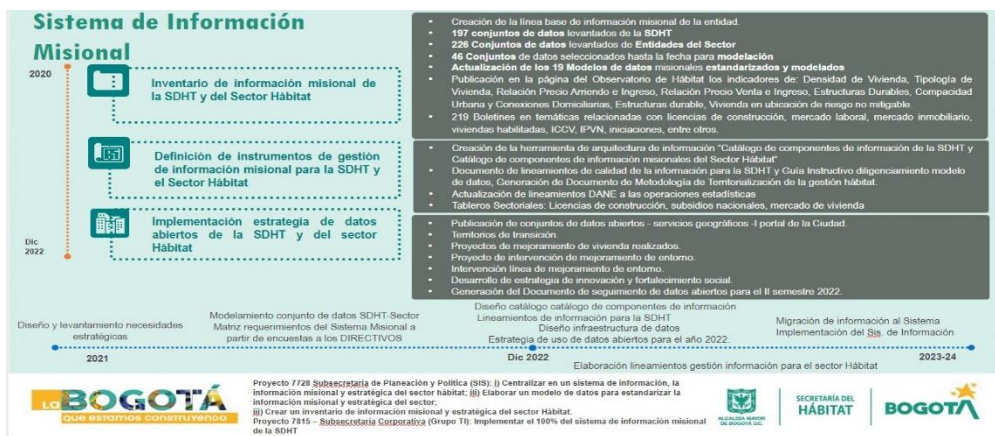 Sistema de Información
Misional
2020
Inventario de información misional de
la SDHT y del Sector Hábitat
Definición de instrumentos de gestión
de información misional para la SDHT y
el Sector Hábitat
Implementación estrategia de datos
abiertos de la SDHT y del sector
Hábitat
Dic
2022
• Creación de la línea base de información misional de la entidad.
• 197 conjuntos de datos levantados de la SDHT
• 226 Conjuntos de datos levantados de Entidades del Sector
• 46 Conjuntos de datos seleccionados hasta la fecha para modelación
• Actualización de los 19 Modelos de datos misionales estandarizados y modelados
• Publicación en la página del Observatorio de Hábitat los indicadores de: Densidad de Vivienda, Tipología de
Vivienda, Relación Precio Arriendo e Ingreso, Relación Precio Venta e Ingreso, Estructuras Durables, Compacidad
Urbana y Conexiones Domiciliarias, Estructuras durable, Vivienda en ubicación de riesgo no mitigable.
• 219 Boletines en temáticas relacionadas con licencias de construcción, mercado laboral, mercado inmobiliario,
viviendas habilitadas, ICCV, IPVN, iniciaciones, entre otros.
• Creación de la herramienta de arquitectura de información "Catálogo de componentes de información de la SDHT y
Catálogo de componentes de información misionales del Sector Hábitat"
• Documento de lineamientos de calidad de la información para la SDHT y Guía Instructivo diligenciamiento modelo
de datos, Generación de Documento de Metodología de Territorialización de la gestión hábitat.
• Actualización de lineamientos DANE a las operaciones estadísticas
• Tableros Sectoriales: Licencias de construcción, subsidios nacionales, mercado de vivienda
• Publicación de conjuntos de datos abiertos - servicios geográficos -l portal de la Ciudad.
• Territorios de transición.
• Proyectos de mejoramiento de vivienda realizados.
• Proyecto de intervención de mejoramiento de entorno.
• Intervención línea de mejoramiento de entorno.
• Desarrollo de estrategia de innovación y fortalecimiento social.
• Generación del Documento de seguimiento de datos abiertos para el II semestre 2022.
Diseño y levantamiento necesidades
estratégicas
Modelamiento conjunto de datos SDHT-Sector
Matriz requerimientos del Sistema Misional a
partir de encuestas a los DIRECTIVOS
Diseño catálogo catálogo de componentes de información
Lineamientos de información para la SDHT
Diseño infraestructura de datos
Estrategia de uso de datos abiertos para el año 2022.
Migración de información al Sistema
Implementación del Sis. de Información
2021
Dic 2022
2023-24
Elaboración lineamientos gestión información para el sector Hábitat
La BOGOTÁ
que estamos construyendo
Proyecto 7728 Subsecretaria de Planeación y Política (SIS): i) Centralizar en un sistema de información, la
información misional y estratégica del sector hábitat; iii) Elaborar un modelo de datos para estandarizar la
información misional y estratégica del sector;
iii) Crear un inventario de información misional y estratégica del sector Hábitat.
Proyecto 7815 – Subsecretaria Corporativa (Grupo TI): Implementar el 100% del sistema de información misional
de la SDHT
ALCALDÍA MAYOR
DE BOGOTÁ D.C.
SECRETARÍA DEL
HÁBITAT
BOGOTÁ